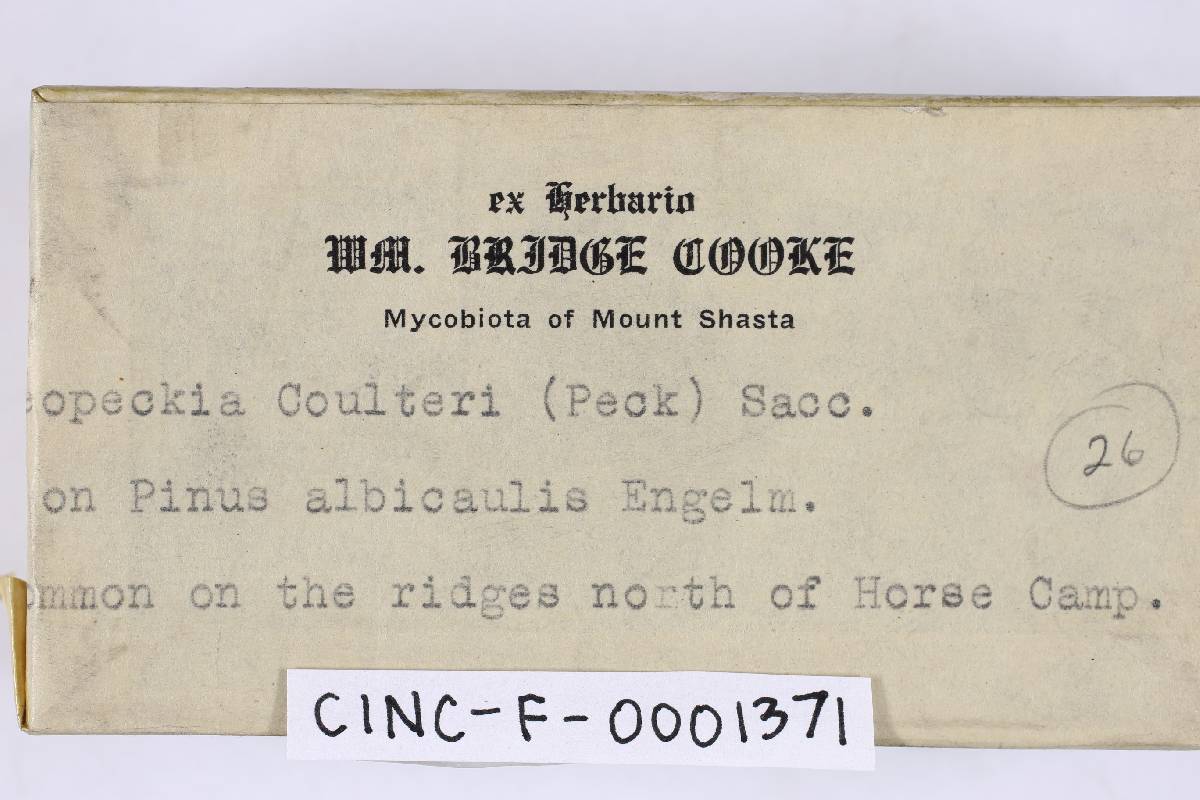 ex Herbario
WM. BRIDGE COOKE
Mycobiota of Mount Shasta
eopeckia Coulteri (Peck) Sacc.
26
on Pinus albicaulis Engelm.
ommon on the ridges north of Horse Camp.
CINC-F-0001371